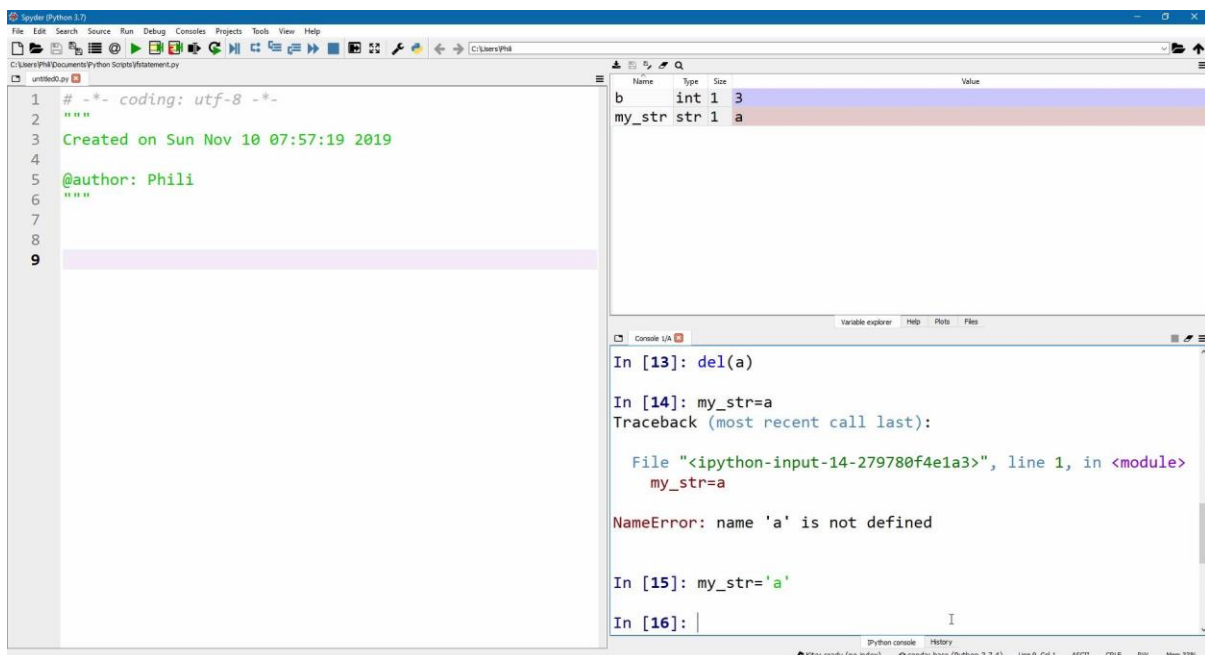 Spyder (Python 3.7)
File Edit Search Source Run Debug Consoles Projects Tools View Help
C:\Users\Phili
C:\Users\Phili\Documents\Python Scripts\ifstatement.py
untitled0.py
1 # -*- coding: utf-8 -*-
2 """
3 Created on Sun Nov 10 07:57:19 2019
4
5 @author: Phili
6 """
7
8
9
Name Type Size Value
b int 1 3
my_str str 1 a
Variable explorer Help Plots Files
Console 1/A
In [13]: del(a)
In [14]: my_str=a
Traceback (most recent call last):
File "<ipython-input-14-279780f4e1a3>", line 1, in <module>
my_str=a
NameError: name 'a' is not defined
In [15]: my_str='a'
In [16]:
IPython console History